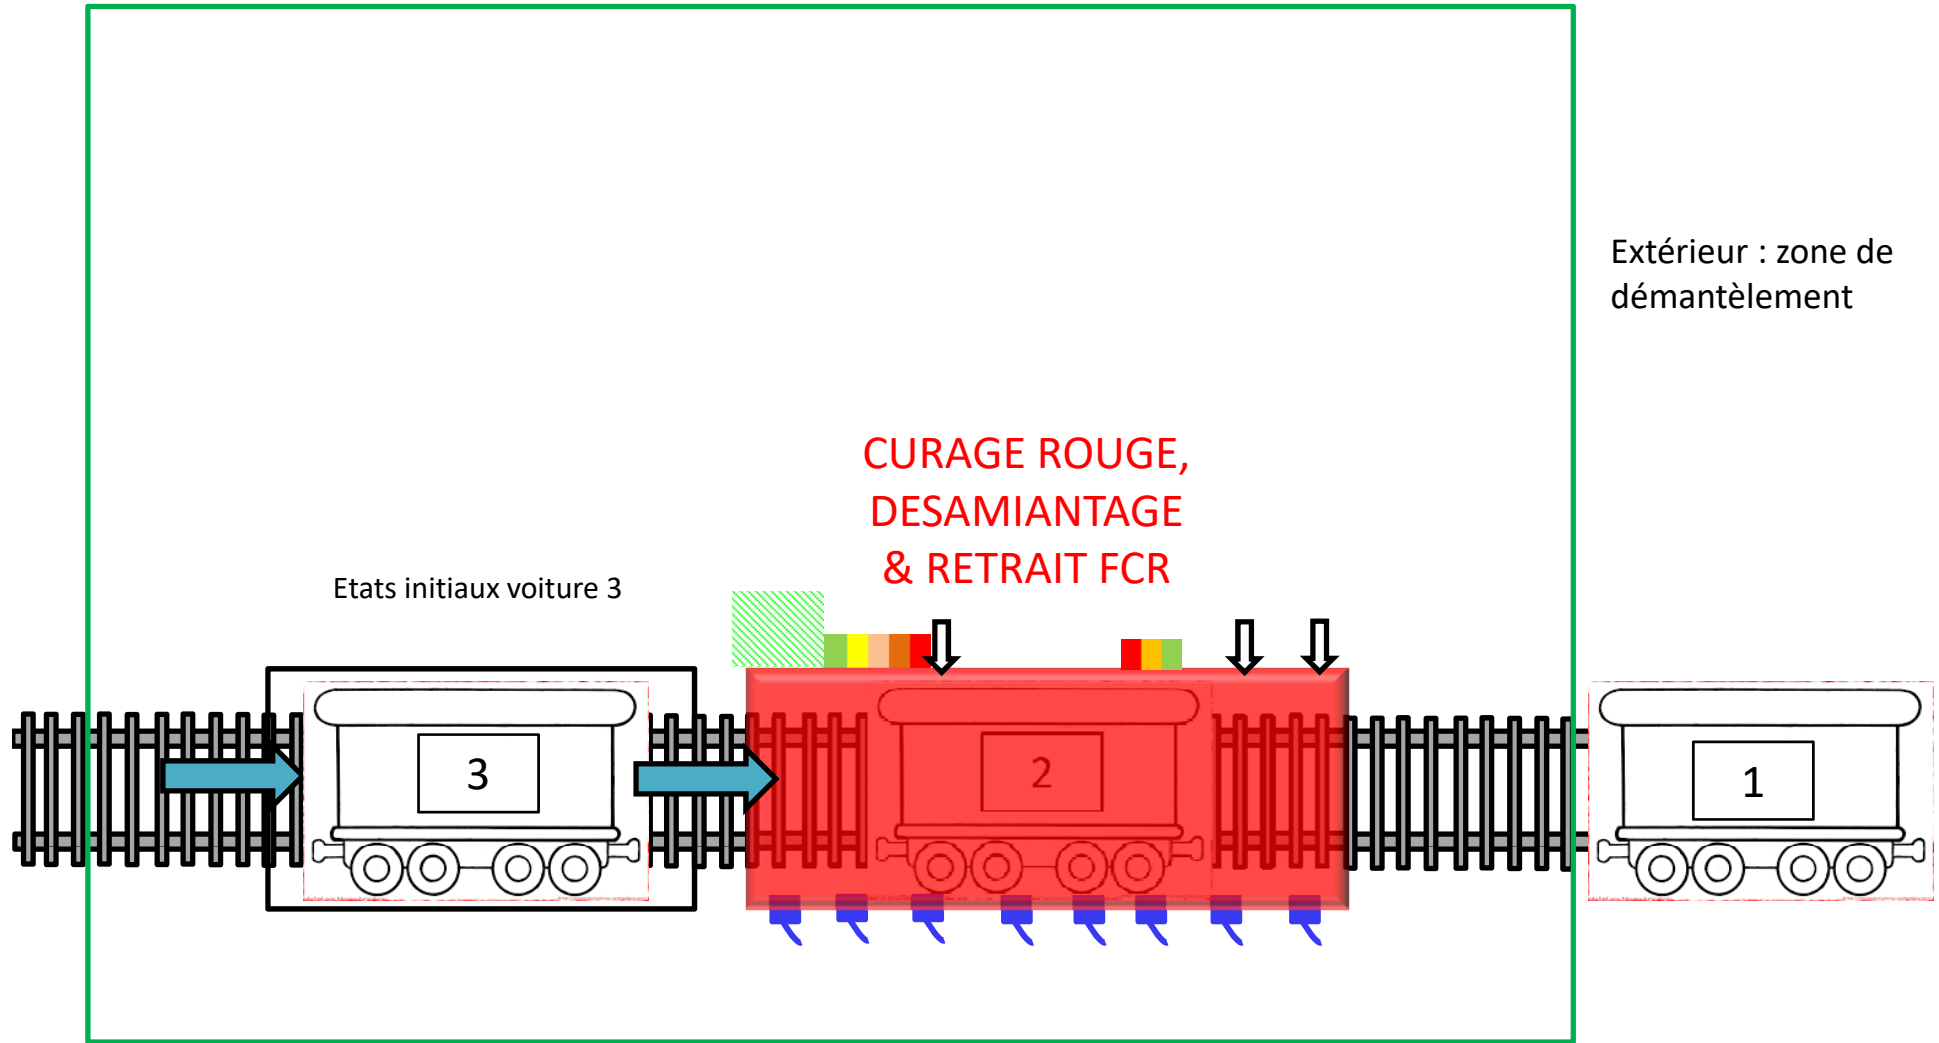 Extérieur : zone de
démantèlement
CURAGE ROUGE,
DESAMIANTAGE
& RETRAIT FCR
Etats initiaux voiture 3
3
2
1